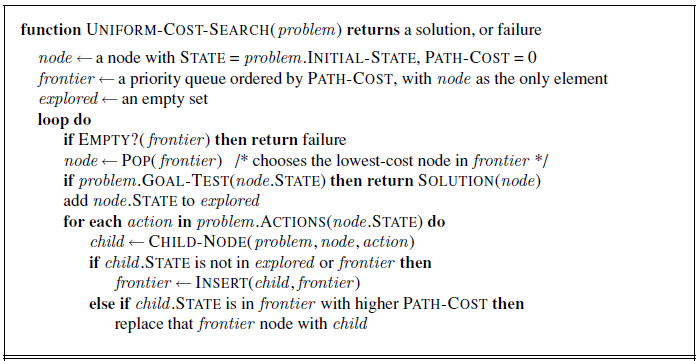 function UNIFORM-COST-SEARCH(problem) returns a solution, or failure
node ← a node with STATE = problem.INITIAL-STATE, PATH-COST = 0
frontier ← a priority queue ordered by PATH-COST, with node as the only element
explored ← an empty set
loop do
if EMPTY?(frontier) then return failure
node ← POP(frontier) /* chooses the lowest-cost node in frontier */
if problem.GOAL-TEST(node.STATE) then return SOLUTION(node)
add node.STATE to explored
for each action in problem.ACTIONS(node.STATE) do
child ← CHILD-NODE(problem, node, action)
if child.STATE is not in explored or frontier then
frontier ← INSERT(child, frontier)
else if child.STATE is in frontier with higher PATH-COST then
replace that frontier node with child